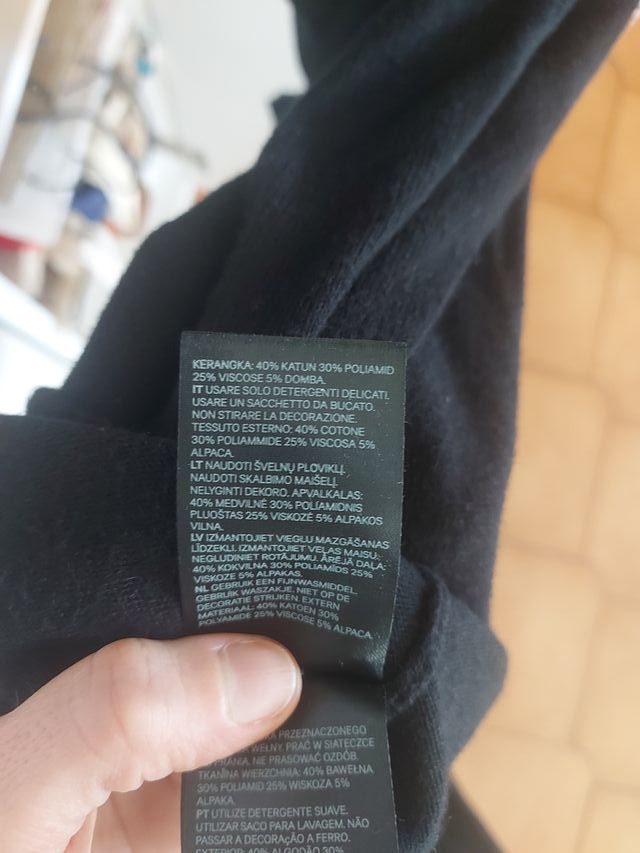 KERANGKA: 40% KATUN 30% POLIAMID
25% VISCOSE 5% DOMBA.
IT USARE SOLO DETERGENTI DELICATI.
USARE UN SACCHETTO DA BUCATO.
NON STIRARE LA DECORAZIONE.
TESSUTO ESTERNO: 40% COTONE
30% POLIAMMIDE 25% VISCOSA 5%
ALPACA.
LT NAUDOTI ŠVELNŲ PLOVIKLĮ.
NAUDOTI SKALBIMO MAIŠELĮ.
NELYGINTI DEKORO. APVALKALAS:
40% MEDVILNĖ 30% POLIAMIDNIS
PLUOŠTAS 25% VISKOZĖ 5% ALPAKOS
VILNA.
LV IZMANTOJIET VIEGLU MAZGĀŠANAS
LĪDZEKLI. IZMANTOJIET VEĻAS MAISU.
NEGLUDINIET ROTĀJUMU. ĀRĒJĀ DAĻA:
40% KOKVILNA 30% POLIAMĪDS 25%
VISKOZE 5% ALPAKAS.
NL GEBRUIK EEN FIJNWASMIDDEL.
GEBRUIK WASZAKJE. NIET OP DE
DECORATIE STRIJKEN. EXTERN
MATERIAAL: 40% KATOEN 30%
POLYAMIDE 25% VISCOSE 5% ALPACA.
PRZEZNACZONEGO
WEŁNY. PRAĆ W SIATECZCE
PRANIA. NIE PRASOWAĆ OZDÓB.
TKANINA WIERZCHNIA: 40% BAWEŁNA
30% POLIAMID 25% WISKOZA 5%
ALPAKA.
PT UTILIZE DETERGENTE SUAVE.
UTILIZAR SACO PARA LAVAGEM. NÃO
PASSAR A DECORAÇÃO A FERRO.
EXTERIOR: 40% ALGODÃO 30%